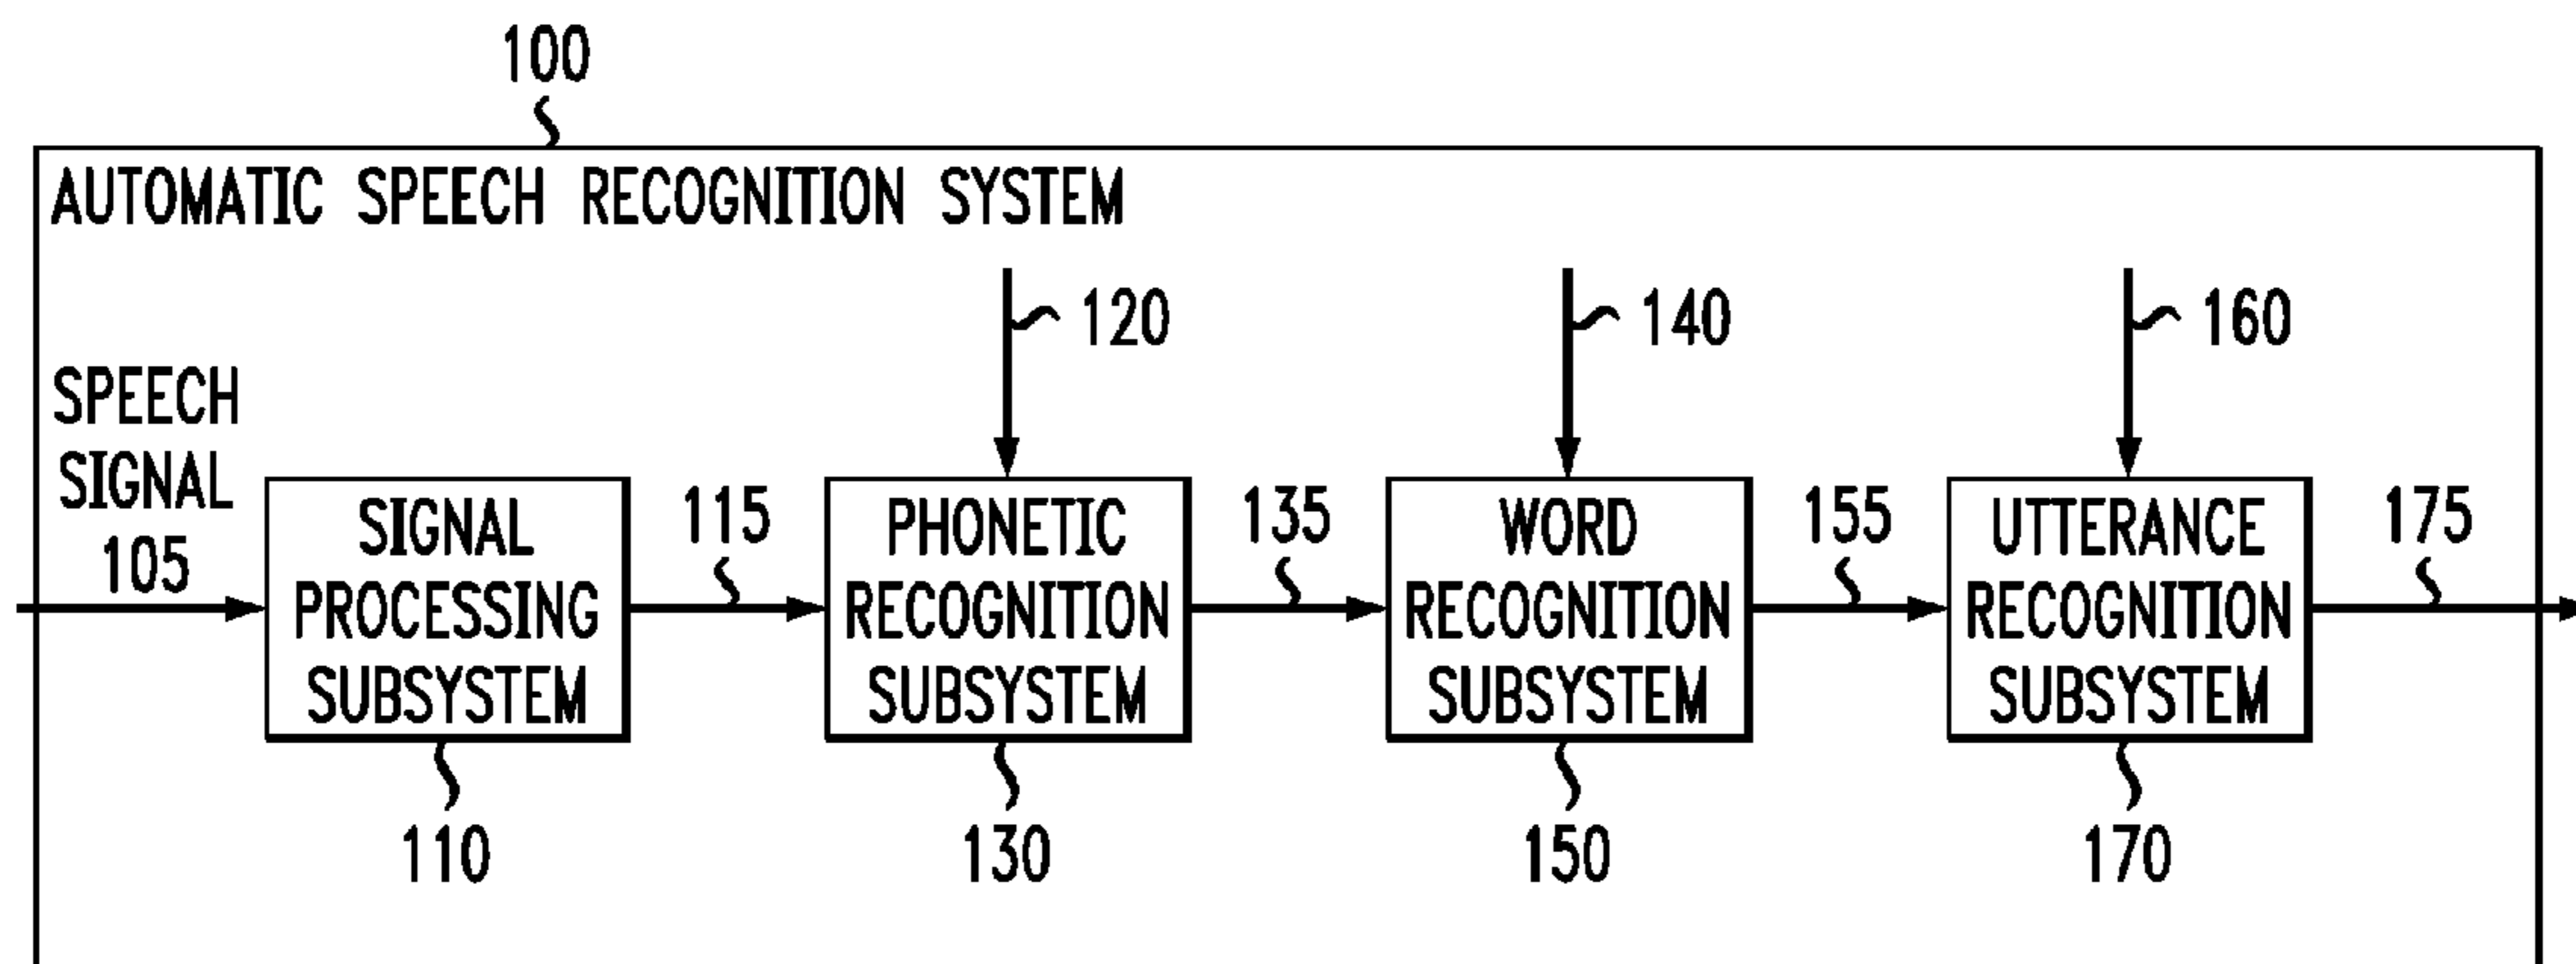 100
AUTOMATIC SPEECH RECOGNITION SYSTEM
120
140
160
SPEECH
SIGNAL
105
SIGNAL
PROCESSING
SUBSYSTEM
115
PHONETIC
RECOGNITION
SUBSYSTEM
135
WORD
RECOGNITION
SUBSYSTEM
155
UTTERANCE
RECOGNITION
SUBSYSTEM
175
110
130
150
170